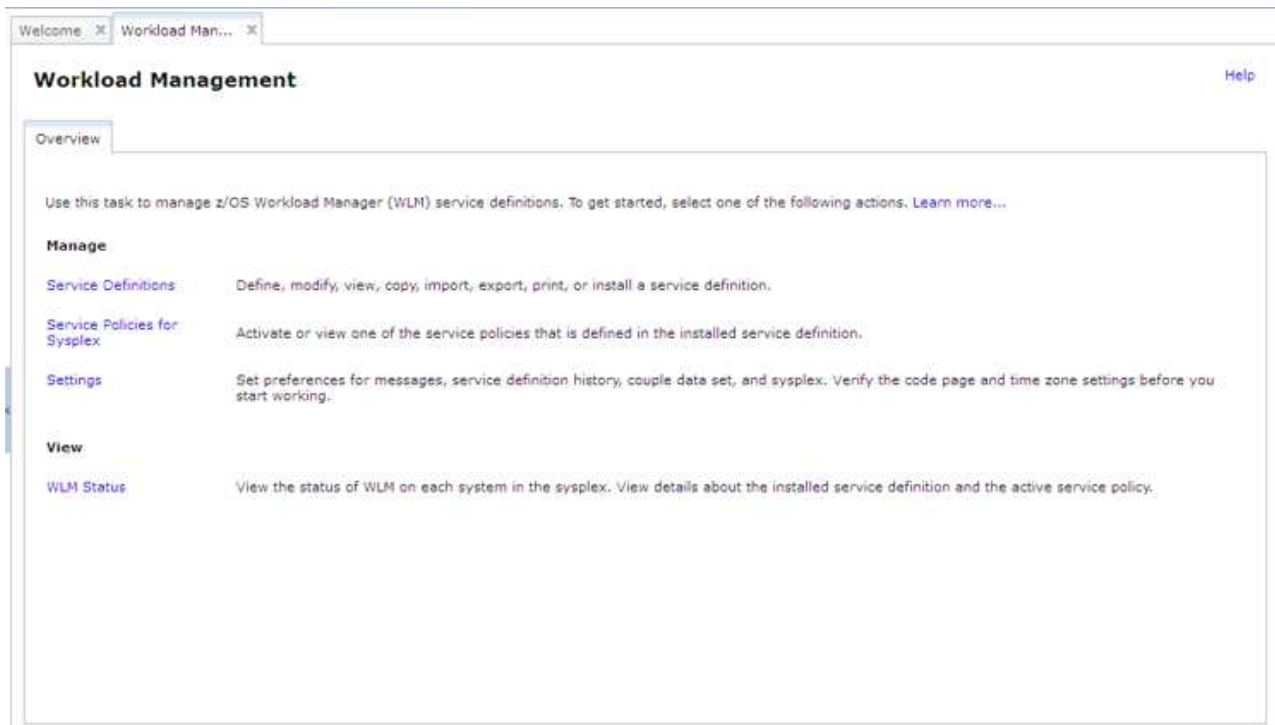 Welcome Workload Man...
Workload Management
Help
Overview
Use this task to manage z/OS Workload Manager (WLM) service definitions. To get started, select one of the following actions. Learn more...
Manage
Service Definitions Define, modify, view, copy, import, export, print, or install a service definition.
Service Policies for
Sysplex
Activate or view one of the service policies that is defined in the installed service definition.
Settings Set preferences for messages, service definition history, couple data set, and sysplex. Verify the code page and time zone settings before you
start working.
View
WLM Status View the status of WLM on each system in the sysplex. View details about the installed service definition and the active service policy.